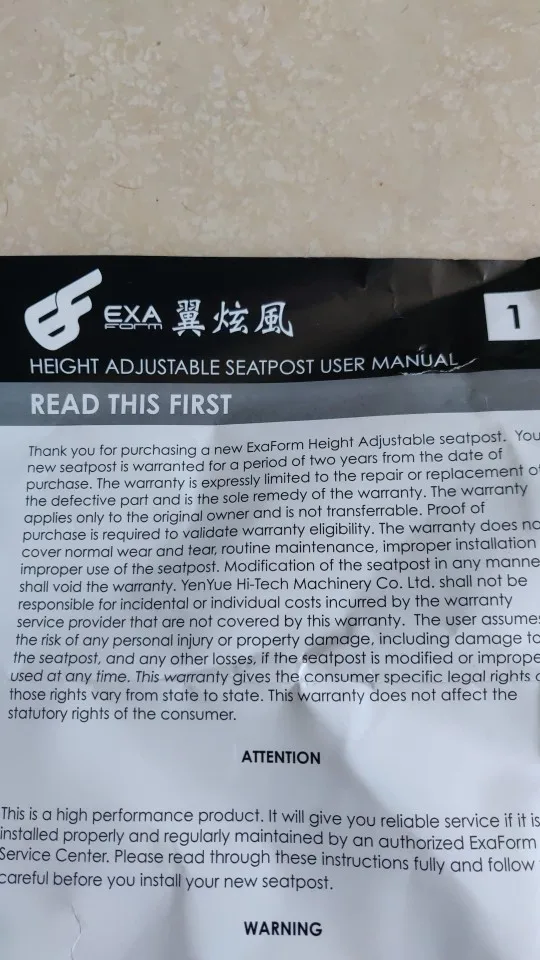 EXA
FORM
翼炫風
1
HEIGHT ADJUSTABLE SEATPOST USER MANUAL
READ THIS FIRST
Thank you for purchasing a new ExaForm Height Adjustable seatpost. You
new seatpost is warranted for a period of two years from the date of
purchase. The warranty is expressly limited to the repair or replacement o
the defective part and is the sole remedy of the warranty. The warranty
applies only to the original owner and is not transferrable. Proof of
purchase is required to validate warranty eligibility. The warranty does no
cover normal wear and tear, routine maintenance, improper installation
improper use of the seatpost. Modification of the seatpost in any manne
shall void the warranty. YenYue Hi-Tech Machinery Co. Ltd. shall not be
responsible for incidental or individual costs incurred by the warranty
service provider that are not covered by this warranty. The user assumes
the risk of any personal injury or property damage, including damage to
the seatpost, and any other losses, if the seatpost is modified or imprope
used at any time. This warranty gives the consumer specific legal rights
those rights vary from state to state. This warranty does not affect the
statutory rights of the consumer.
ATTENTION
This is a high performance product. It will give you reliable service if it is
installed properly and regularly maintained by an authorized ExaForm
Service Center. Please read through these instructions fully and follow
careful before you install your new seatpost.
WARNING